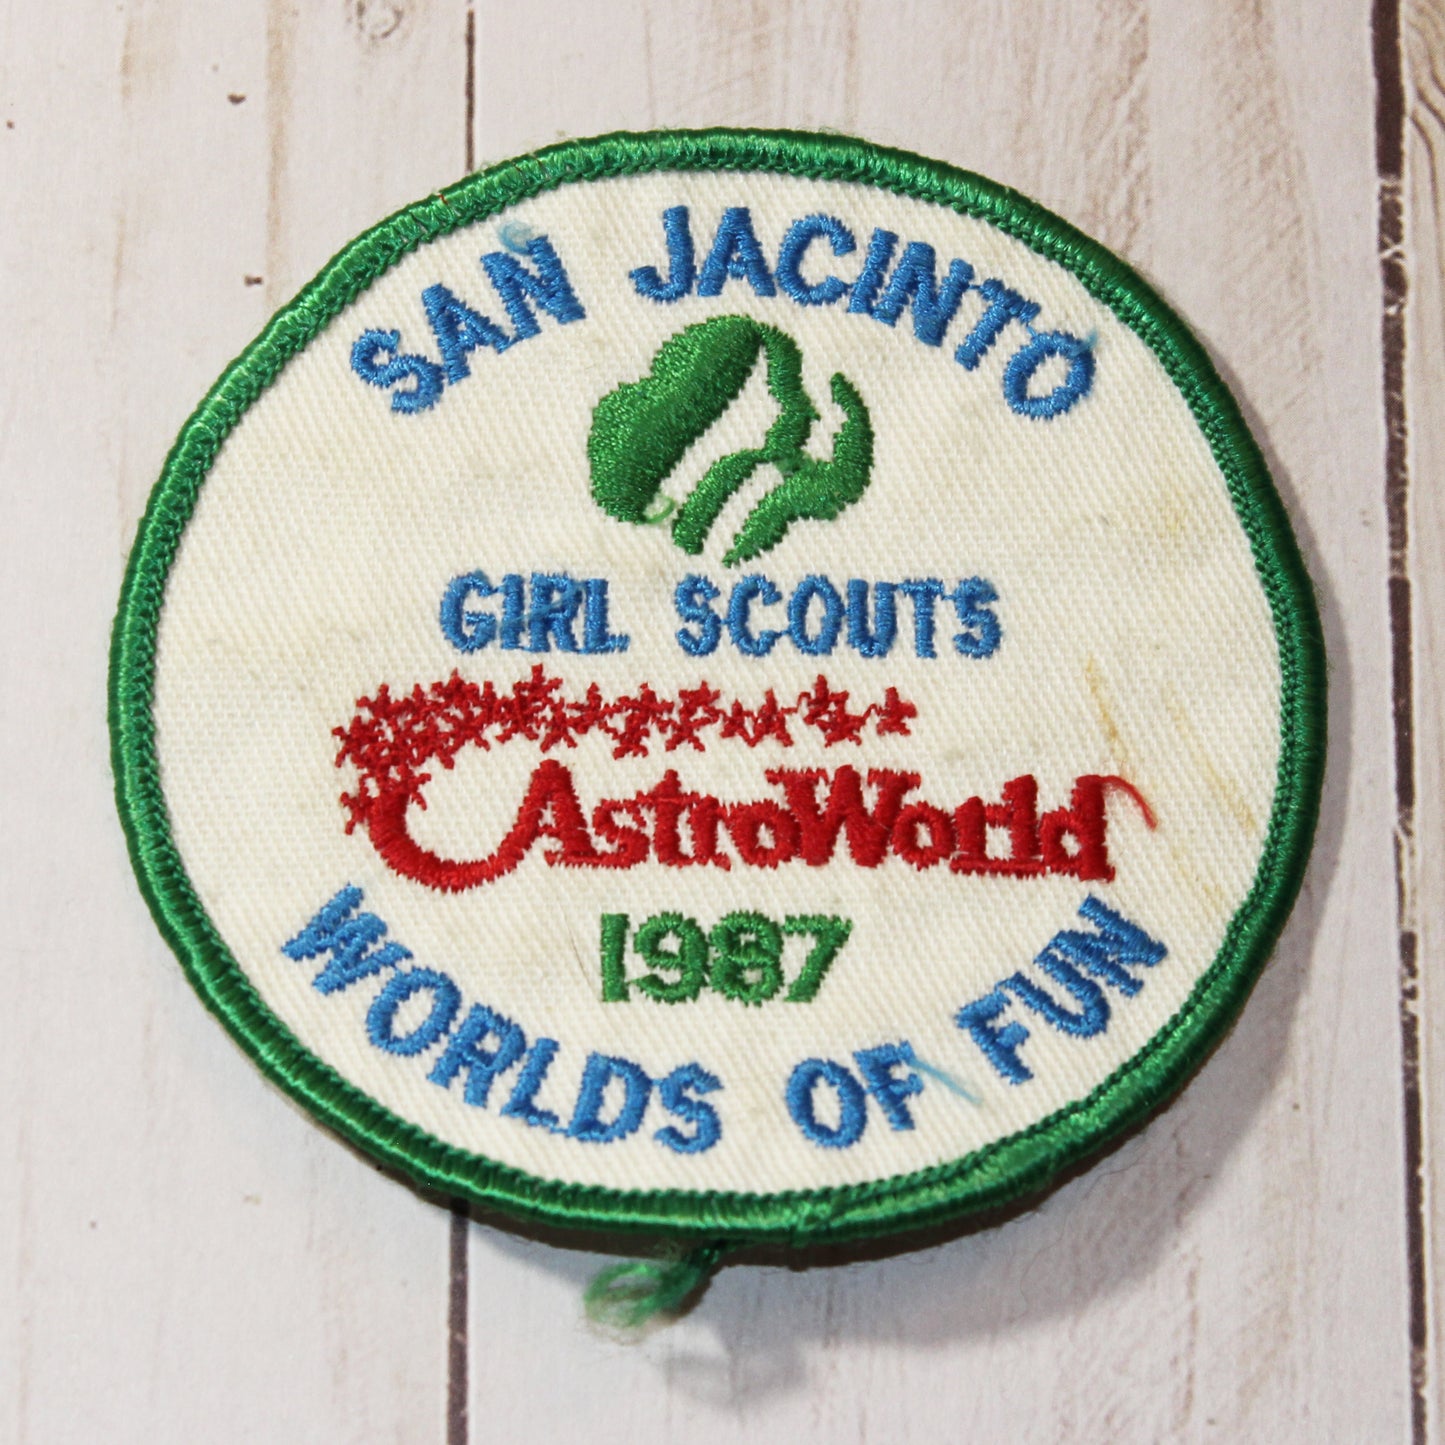 SAN JACINTO
GIRL SCOUTS
AstroWorld
1987
WORLDS OF FUN